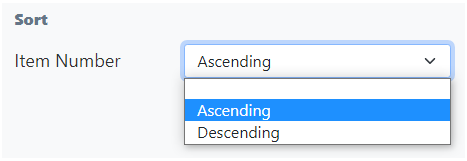 Sort
Item Number Ascending
Ascending
Descending